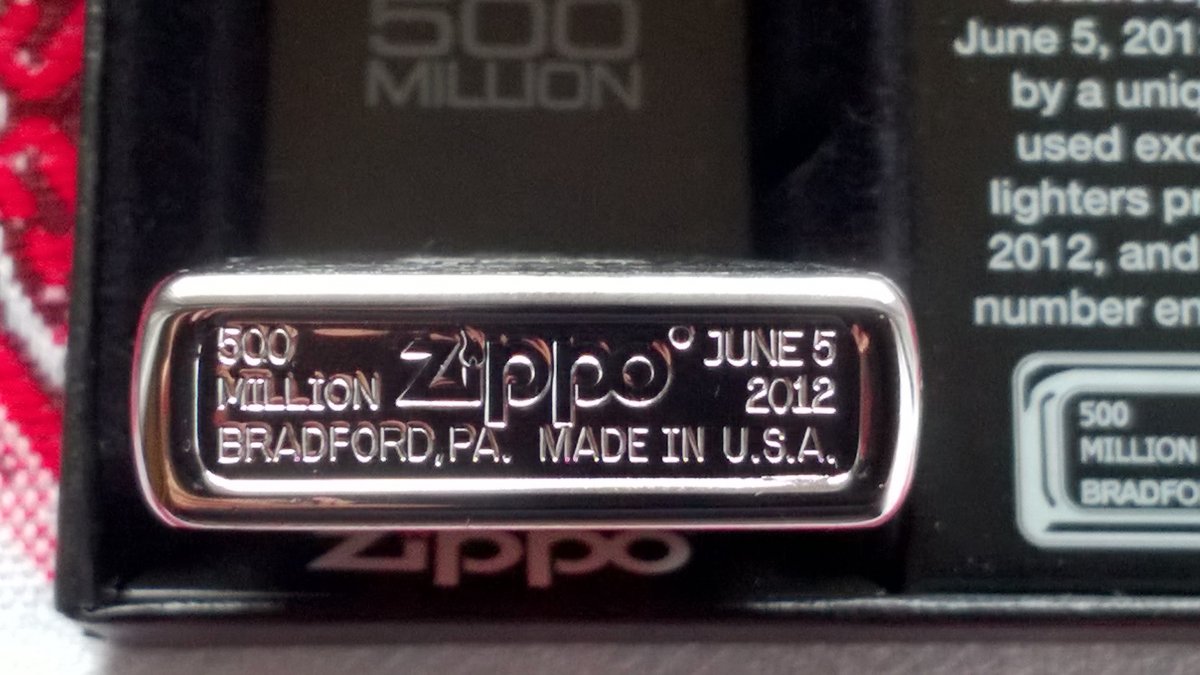 500
MILLION
June 5, 201
by a uniq
used exc
lighters pr
2012, and
number en
500 Zippo JUNE 5
MILLION 2012
BRADFORD, PA. MADE IN U.S.A.
500
MILLION
BRADFO
Zippo